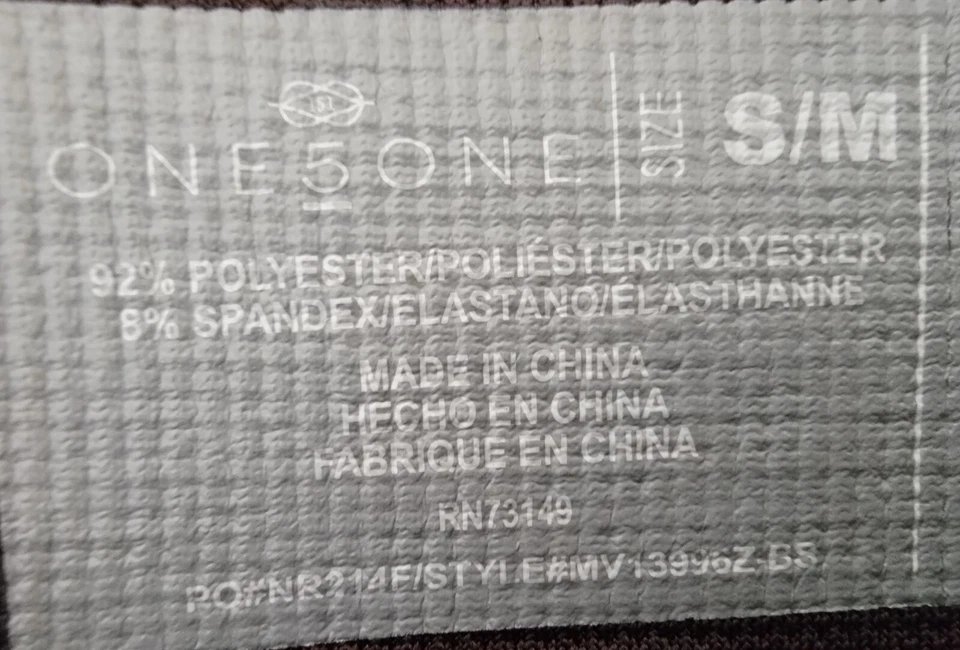 151
ONE5ONE
SIZE
S/M
92% POLYESTER/POLIÉSTER/POLYESTER
8% SPANDEX/ELASTANO/ÉLASTHANNE
MADE IN CHINA
HECHO EN CHINA
FABRIQUE EN CHINA
RN73149
PO#NR214F/STYLE#MV13996Z-BS